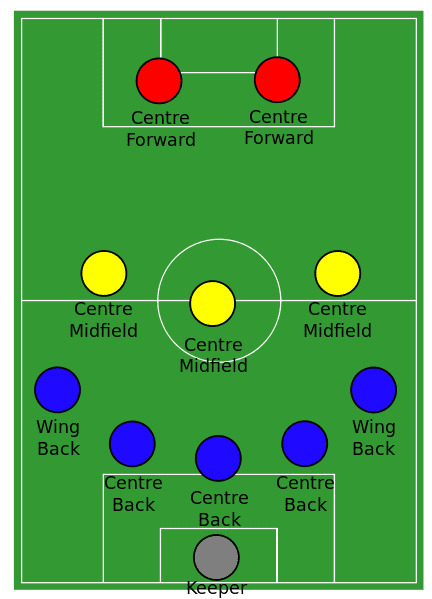 Centre
Forward
Centre
Forward
Centre
Midfield
Centre
Midfield
Centre
Midfield
Wing
Back
Wing
Back
Centre
Back
Centre
Back
Centre
Back
Keeper